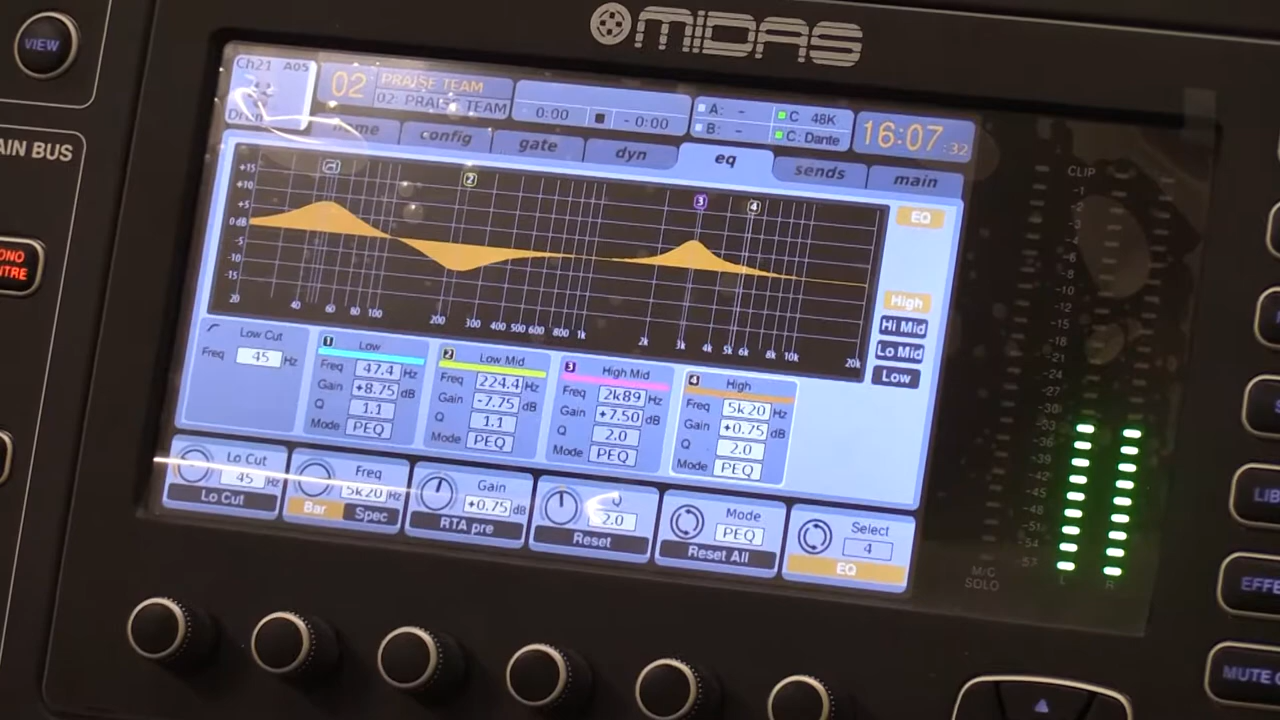 MIDAS
VIEW
AIN BUS
ONO
NTRE
Ch21 A05
02
PRAISE TEAM
02: PRAISE TEAM
0:00 - 0:00
A: -
B: -
C 48K
C: Dante
16:07:32
home config gate dyn eq sends main
+15
+10
+5
0 dB
-5
-10
-15
1 2 3 4
20 40 60 80 100 200 300 400 500 600 800 1k 2k 3k 4k 5k 6k 8k 10k 20k
EQ
High
Hi Mid
Lo Mid
Low
Low Cut
Freq 45 Hz
1 Low
Freq 47.4 Hz
Gain +8.75 dB
Q 1.1
Mode PEQ
2 Low Mid
Freq 224.4 Hz
Gain -7.75 dB
Q 1.1
Mode PEQ
3 High Mid
Freq 2k89 Hz
Gain +7.50 dB
Q 2.0
Mode PEQ
4 High
Freq 5k20 Hz
Gain +0.75 dB
Q 2.0
Mode PEQ
Lo Cut
45 Hz
Lo Cut
Freq
5k20 Hz
Bar Spec
Gain
+0.75 dB
RTA pre
Q
2.0
Reset
Mode
PEQ
Reset All
Select
4
EQ
CLIP
-1
-2
-3
-4
-6
-8
-10
-12
-15
-18
-21
-24
-27
-30
-33
-36
-39
-42
-45
-48
-51
-54
-57
M/C
SOLO
L R
LIB
EFFE
MUTE